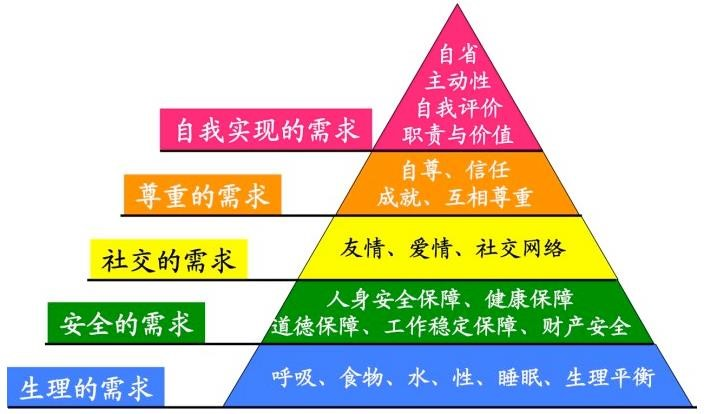 自省
主动性
自我评价
职责与价值
自我实现的需求
自尊、信任
成就、互相尊重
尊重的需求
友情、爱情、社交网络
社交的需求
人身安全保障、健康保障
道德保障、工作稳定保障、财产安全
安全的需求
呼吸、食物、水、性、睡眠、生理平衡
生理的需求